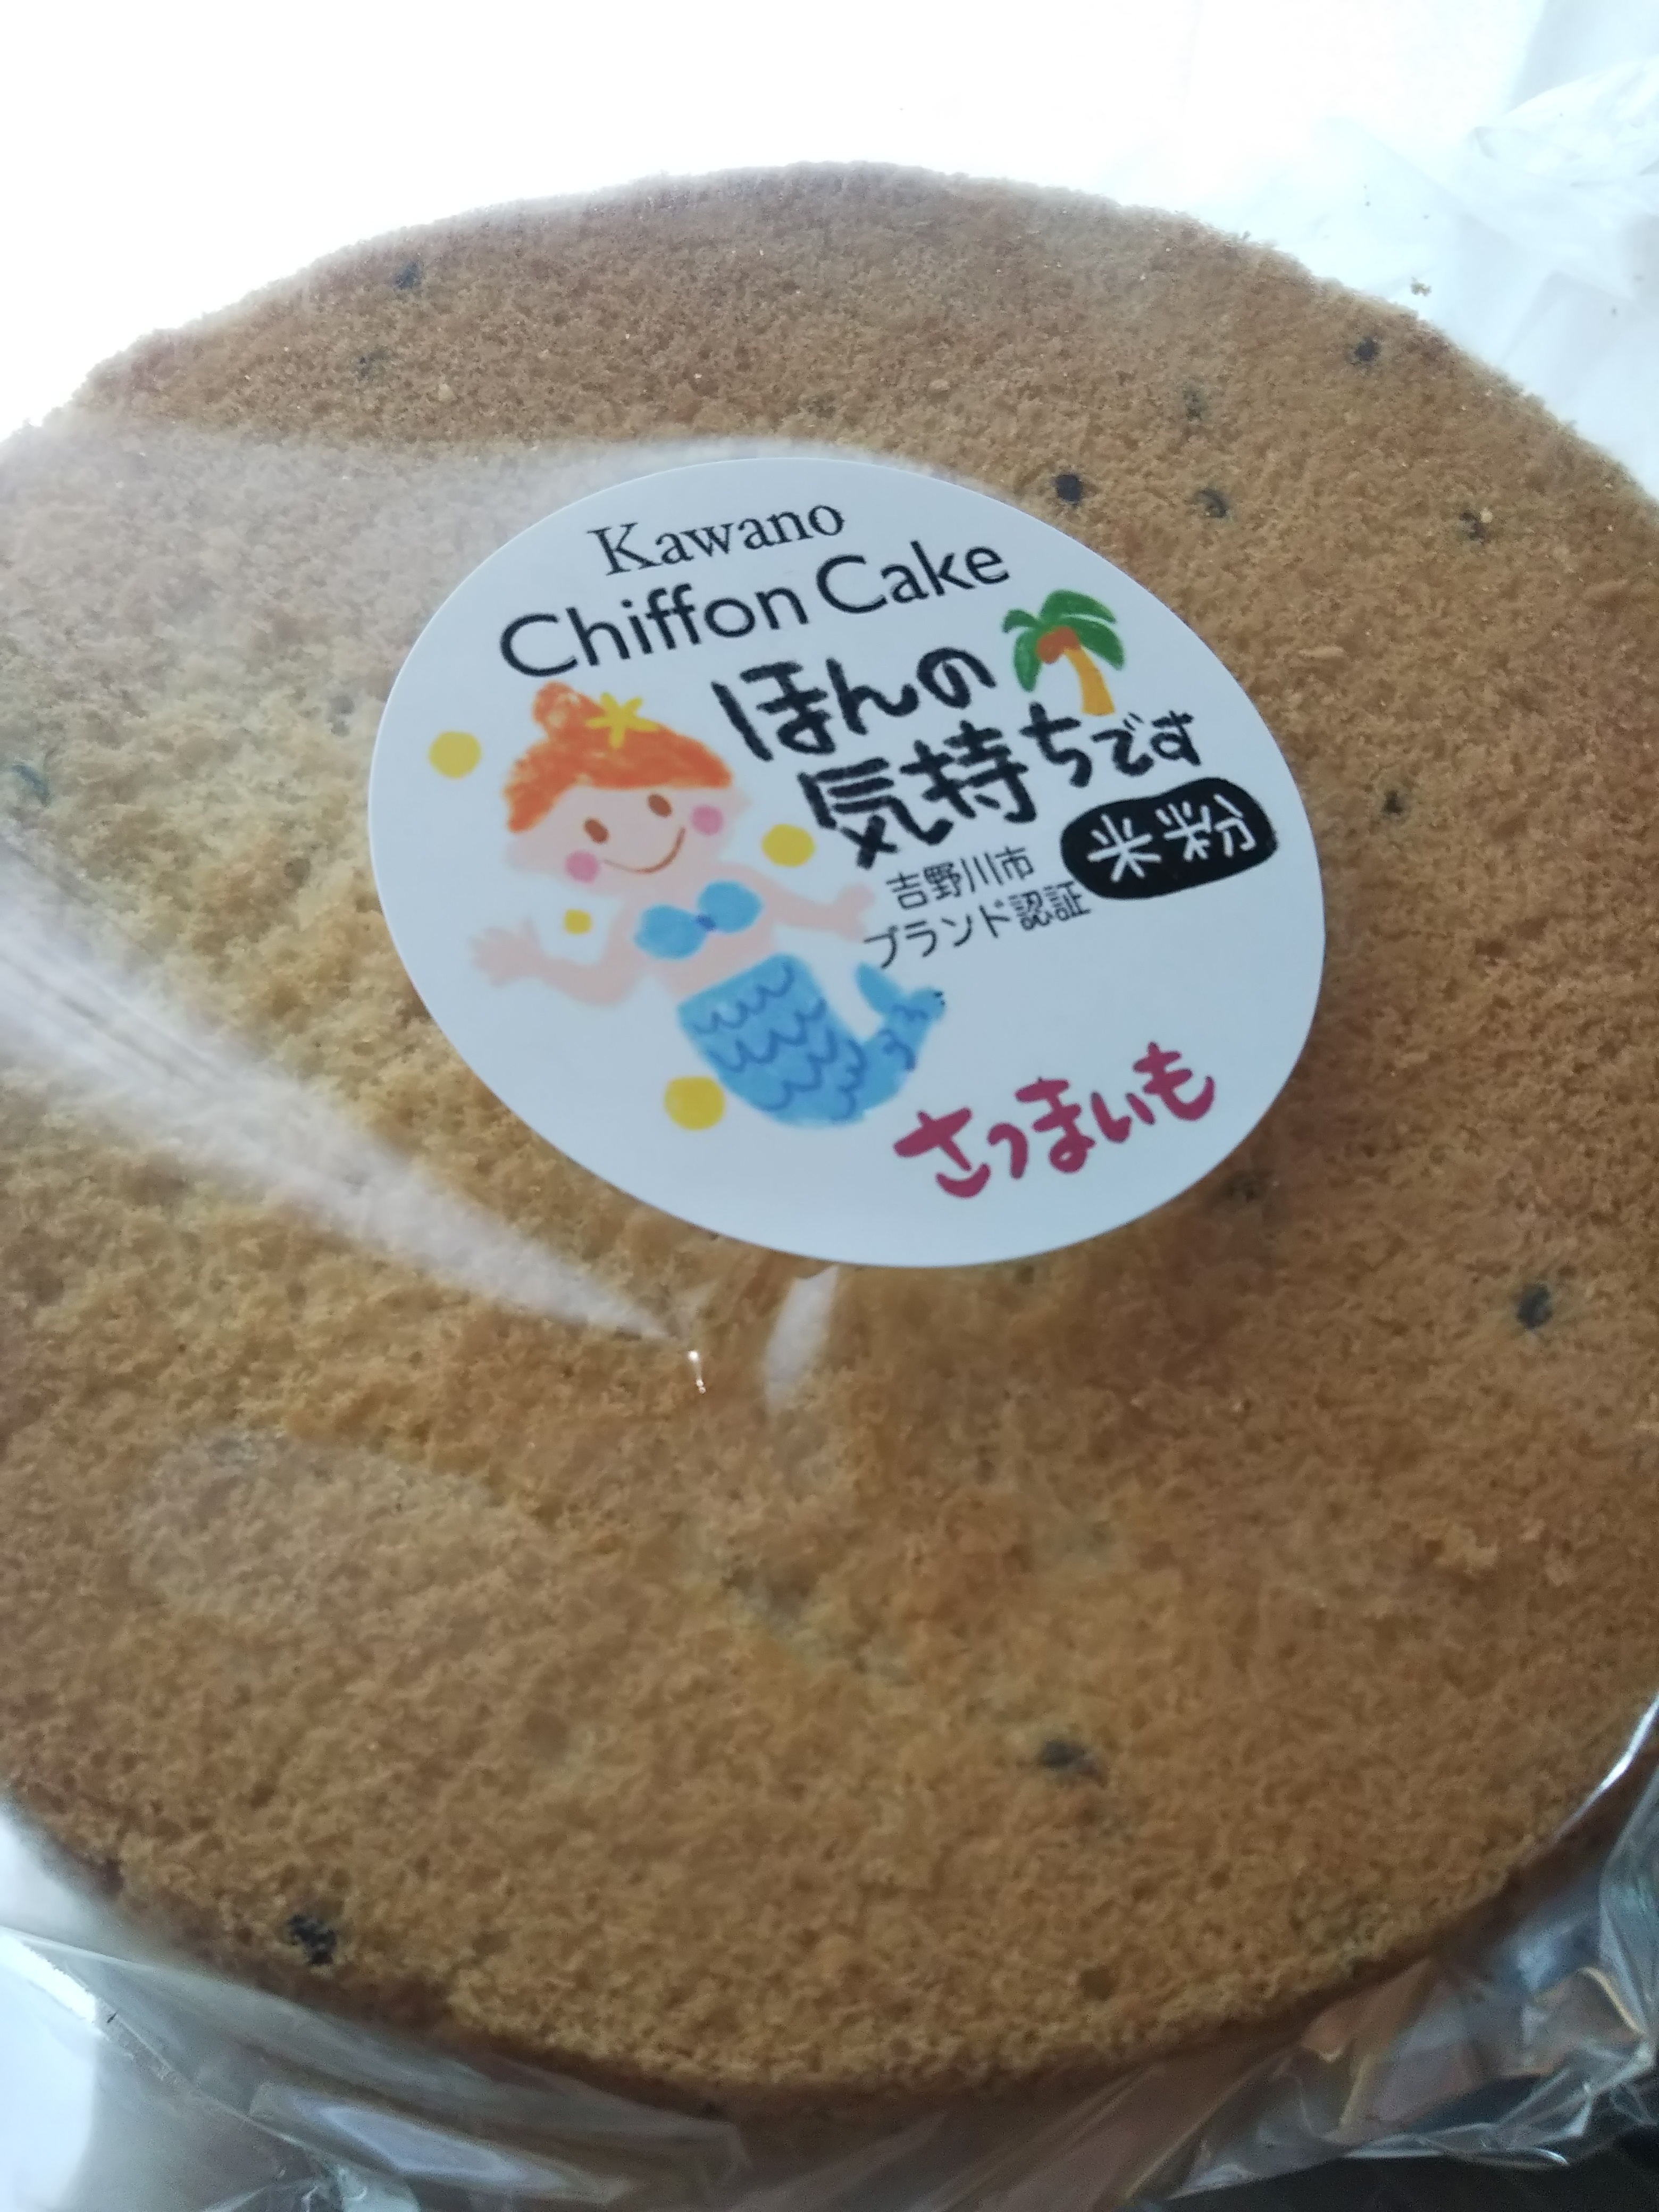 Kawano
Chiffon Cake
ほんの
気持ちです
米粉
吉野川市
ブランド認証
さつまいも